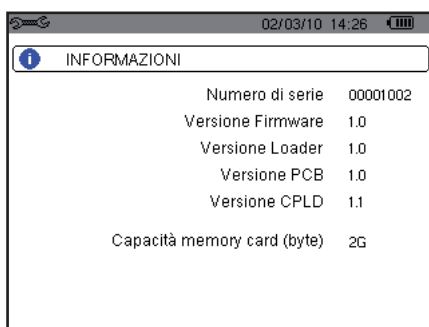 02/03/10 14:26
INFORMAZIONI
Numero di serie 00001002
Versione Firmware 1.0
Versione Loader 1.0
Versione PCB 1.0
Versione CPLD 1.1
Capacità memory card (byte) 2G